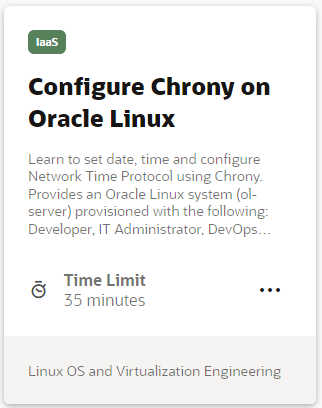 IaaS
Configure Chrony on
Oracle Linux
Learn to set date, time and configure
Network Time Protocol using Chrony.
Provides an Oracle Linux system (ol-
server) provisioned with the following:
Developer, IT Administrator, DevOps...
Time Limit
35 minutes
Linux OS and Virtualization Engineering